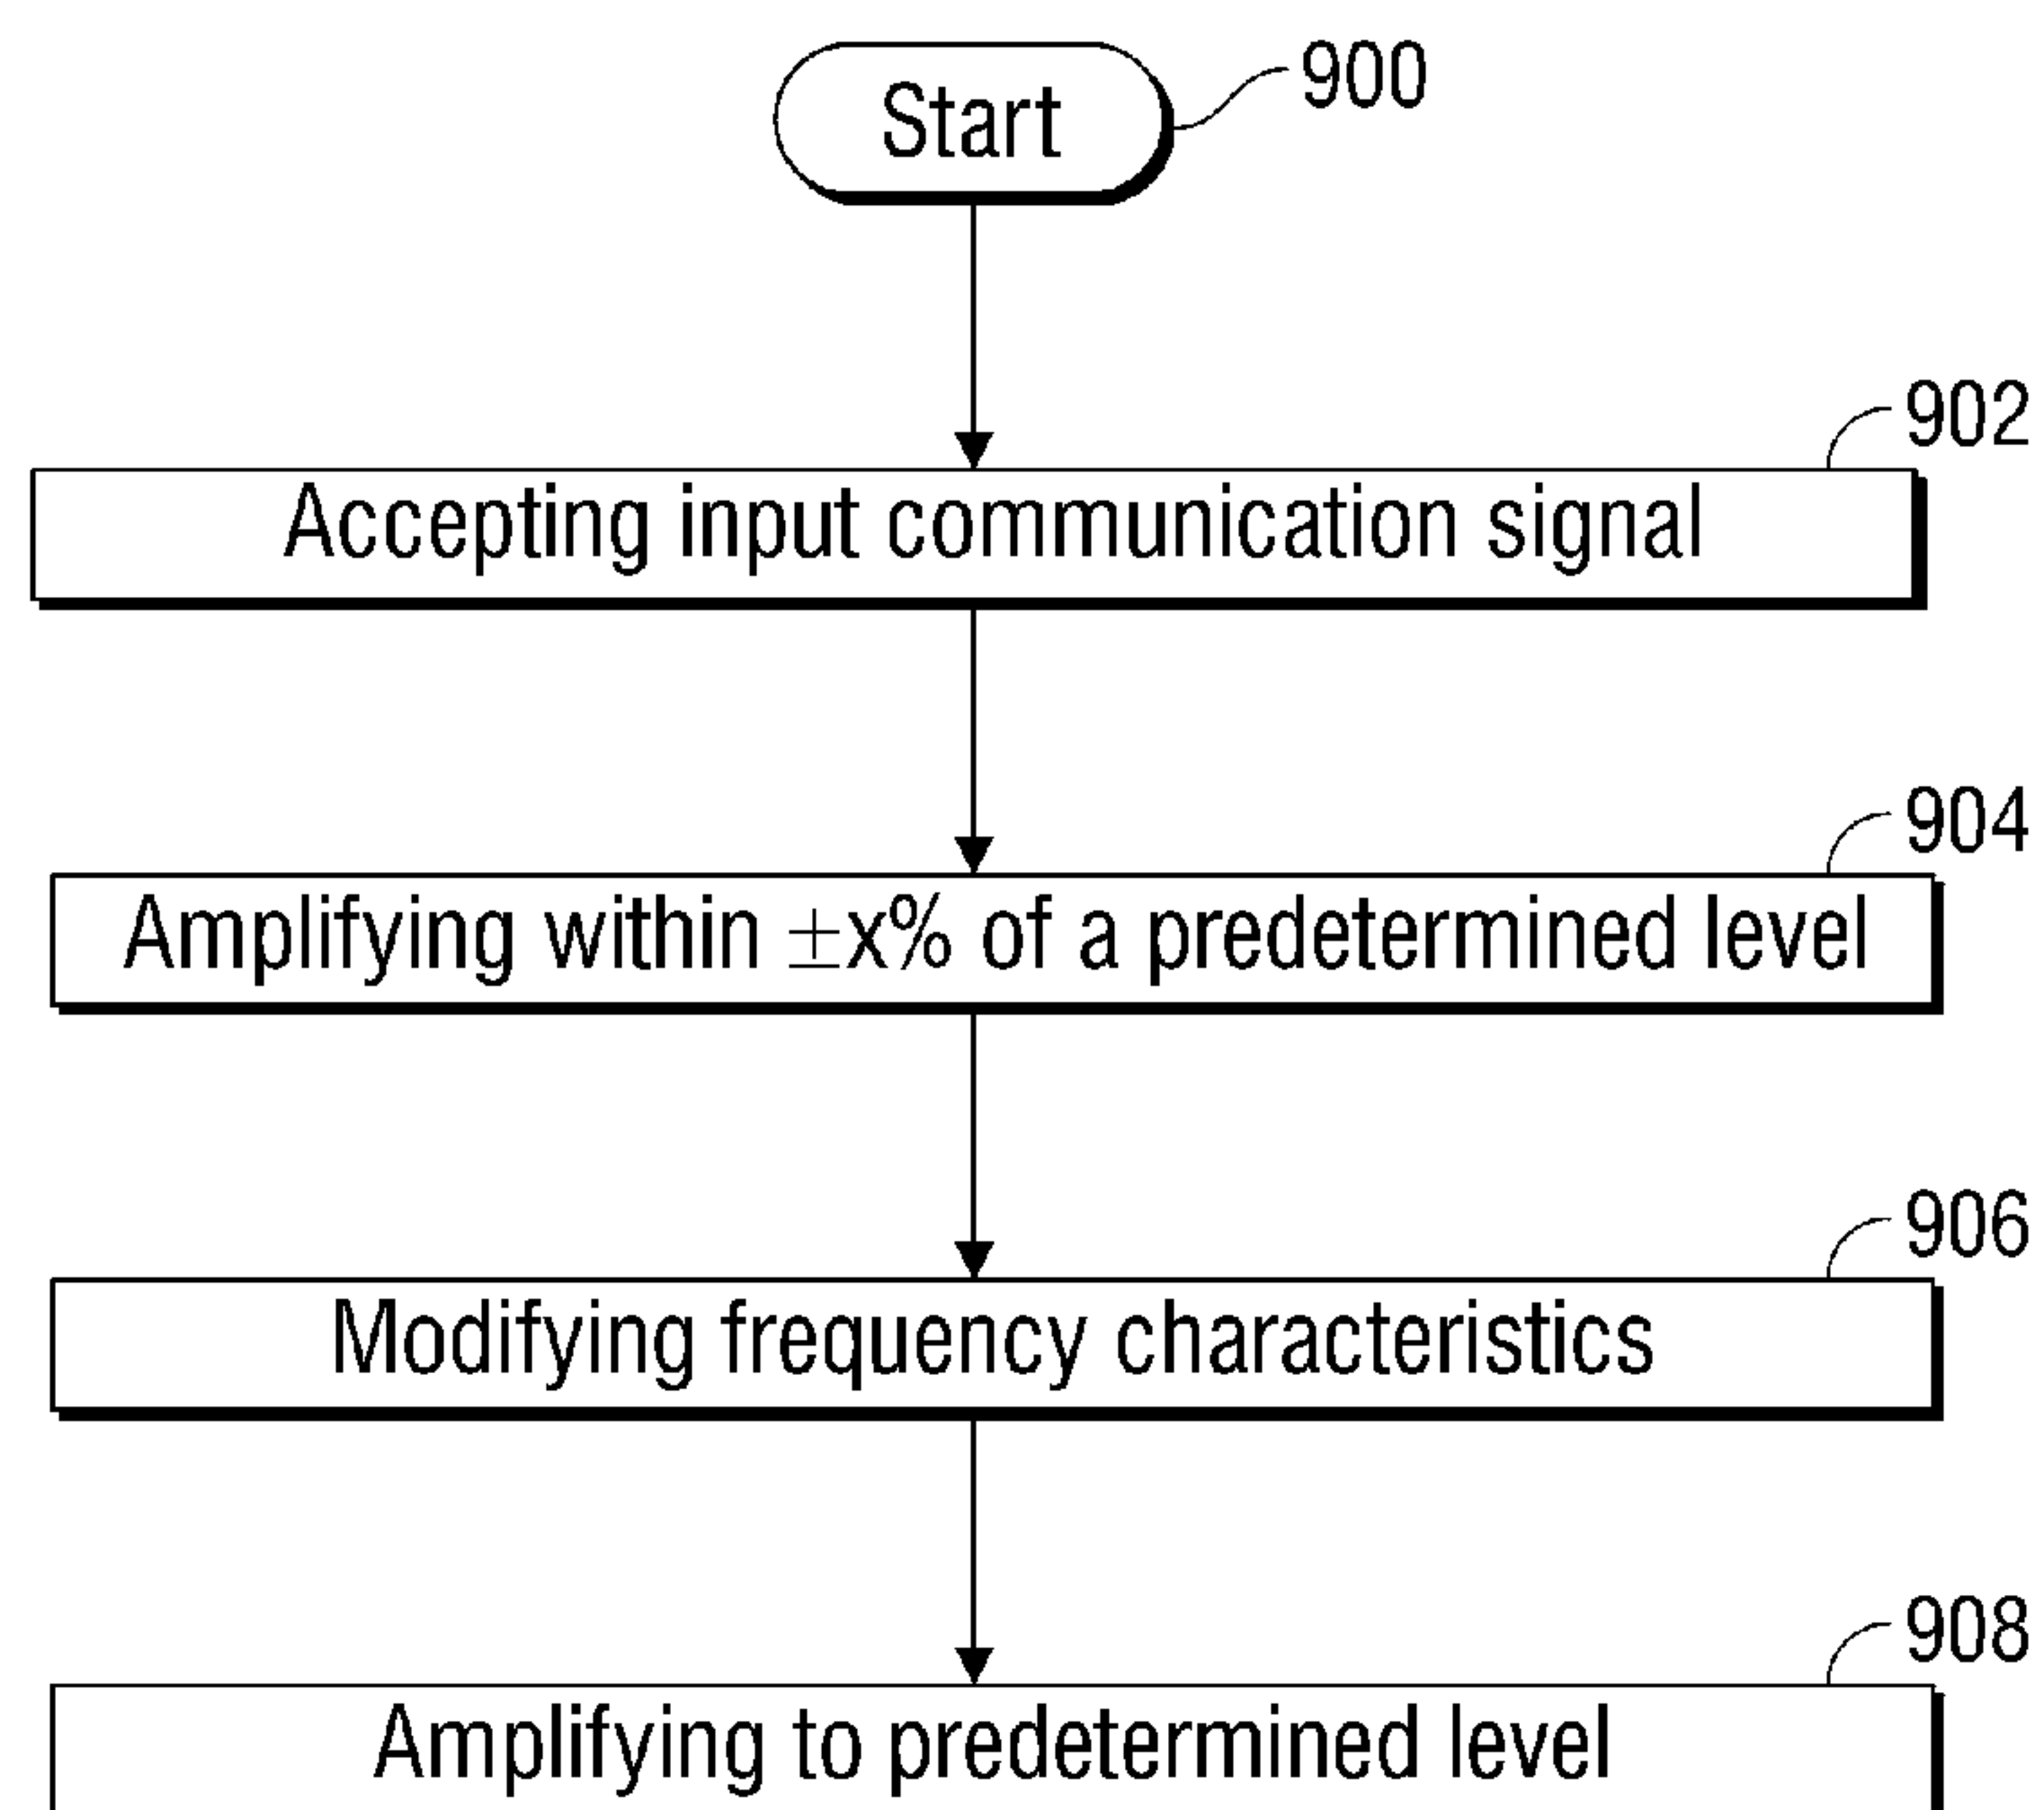 Start
900
902
Accepting input communication signal
904
Amplifying within ±x% of a predetermined level
906
Modifying frequency characteristics
908
Amplifying to predetermined level